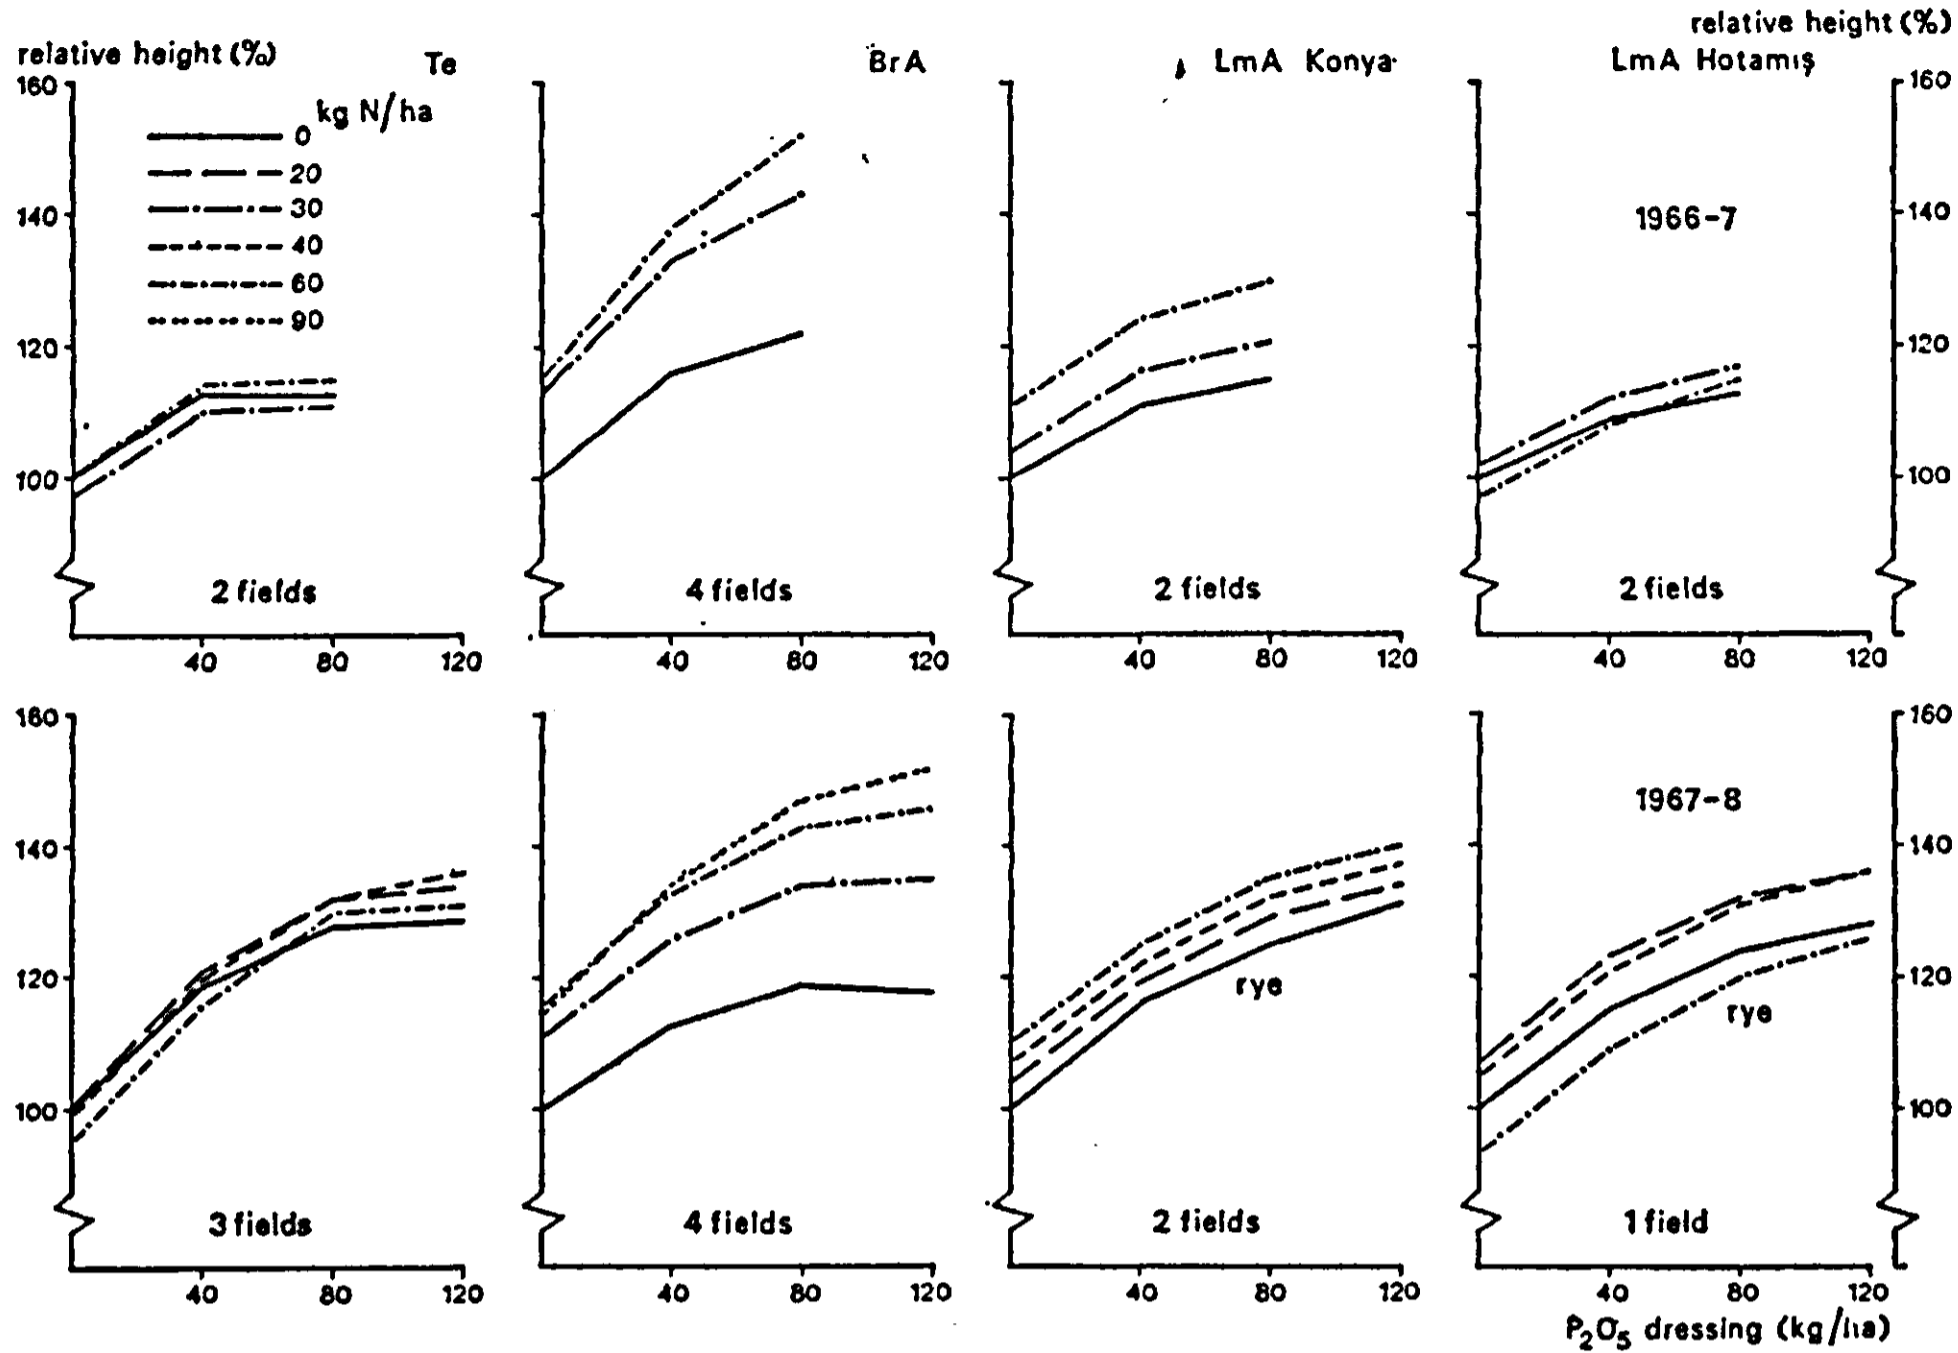 relative height (%)
relative height (%)
Te
BrA
LmA Konya
LmA Hotamış
160
160
kg N/ha
0
20
30
40
60
90
1966-7
140
140
120
120
100
100
2 fields
4 fields
2 fields
2 fields
40 80 120
40 80 120
40 80 120
40 80 120
160
160
1967-8
140
140
120
120
rye
rye
100
100
3 fields
4 fields
2 fields
1 field
40 80 120
40 80 120
40 80 120
40 80 120
P₂O₅ dressing (kg/ha)